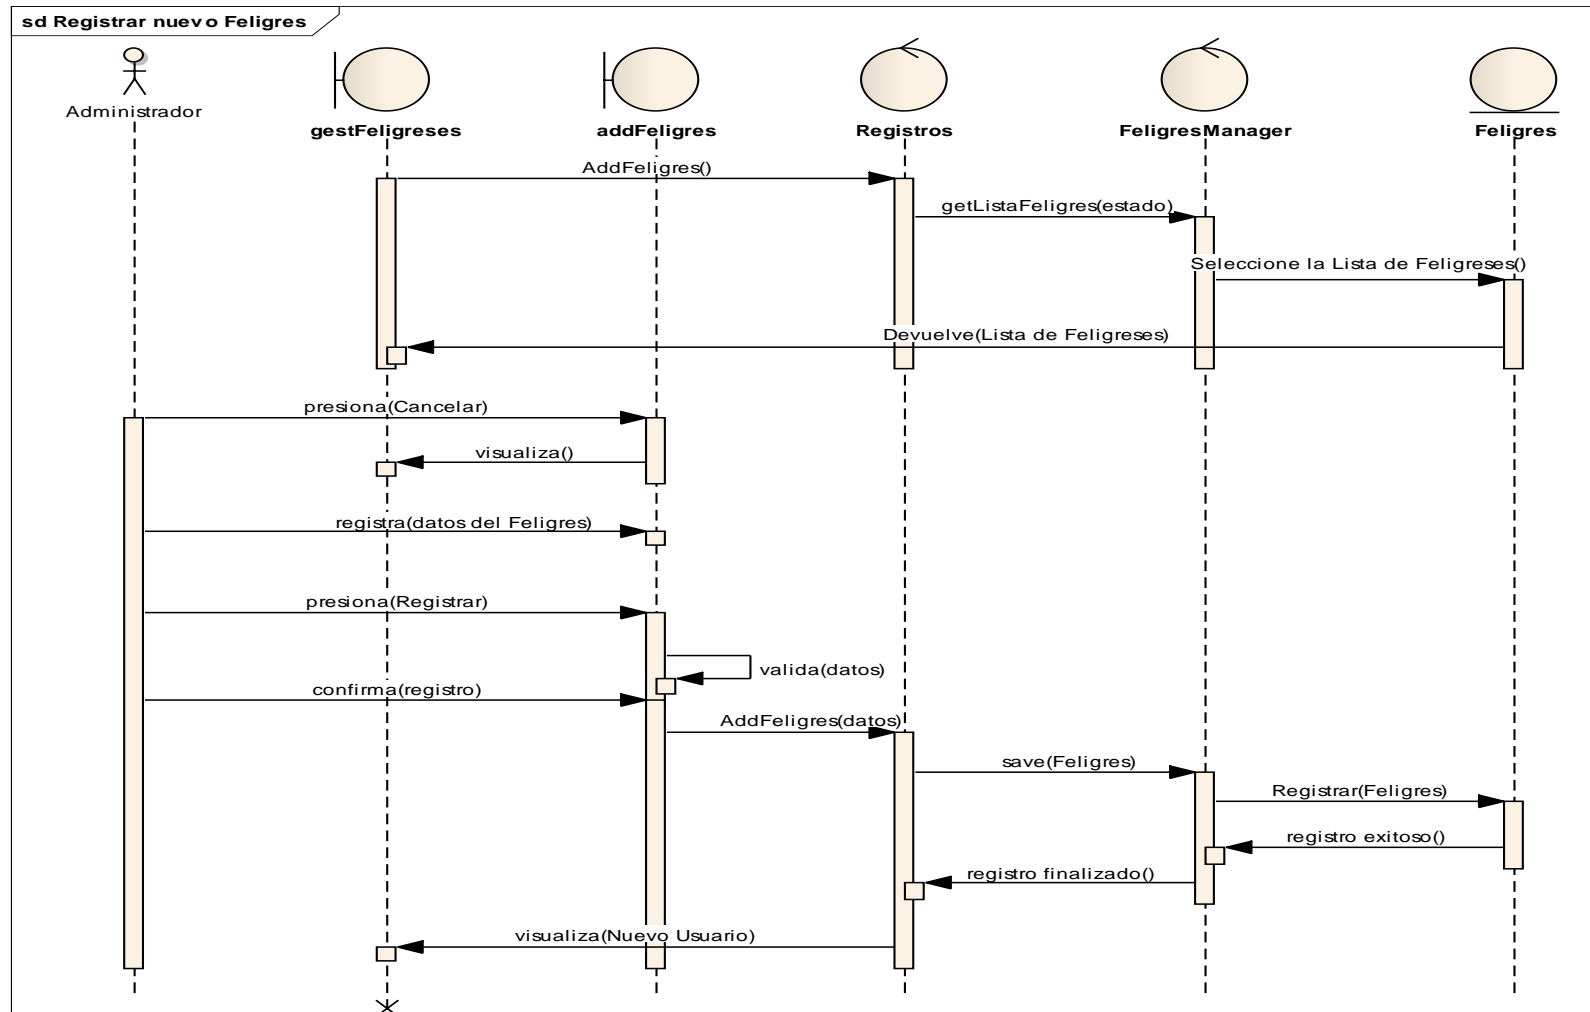 sd Registrar nuevo Feligres
Administrador
gestFeligreses
addFeligres
Registros
FeligresManager
Feligres
AddFeligres()
getListaFeligres(estado)
Seleccione la Lista de Feligreses()
Devuelve(Lista de Feligreses)
presiona(Cancelar)
visualiza()
registra(datos del Feligres)
presiona(Registrar)
valida(datos)
confirma(registro)
AddFeligres(datos)
save(Feligres)
Registrar(Feligres)
registro exitoso()
registro finalizado()
visualiza(Nuevo Usuario)